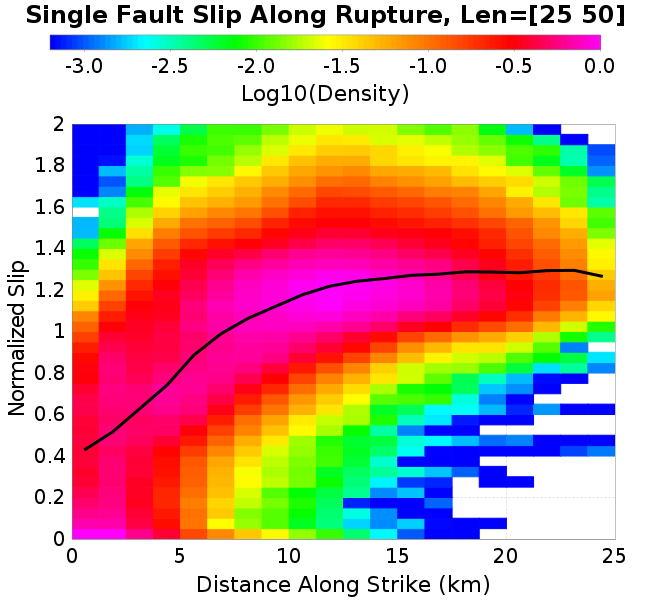 Single Fault Slip Along Rupture, Len=[25 50]
-3.0 -2.5 -2.0 -1.5 -1.0 -0.5 0.0
Log10(Density)
2
1.8
1.6
1.4
1.2
1
0.8
0.6
0.4
0.2
0
Normalized Slip
0 5 10 15 20 25
Distance Along Strike (km)